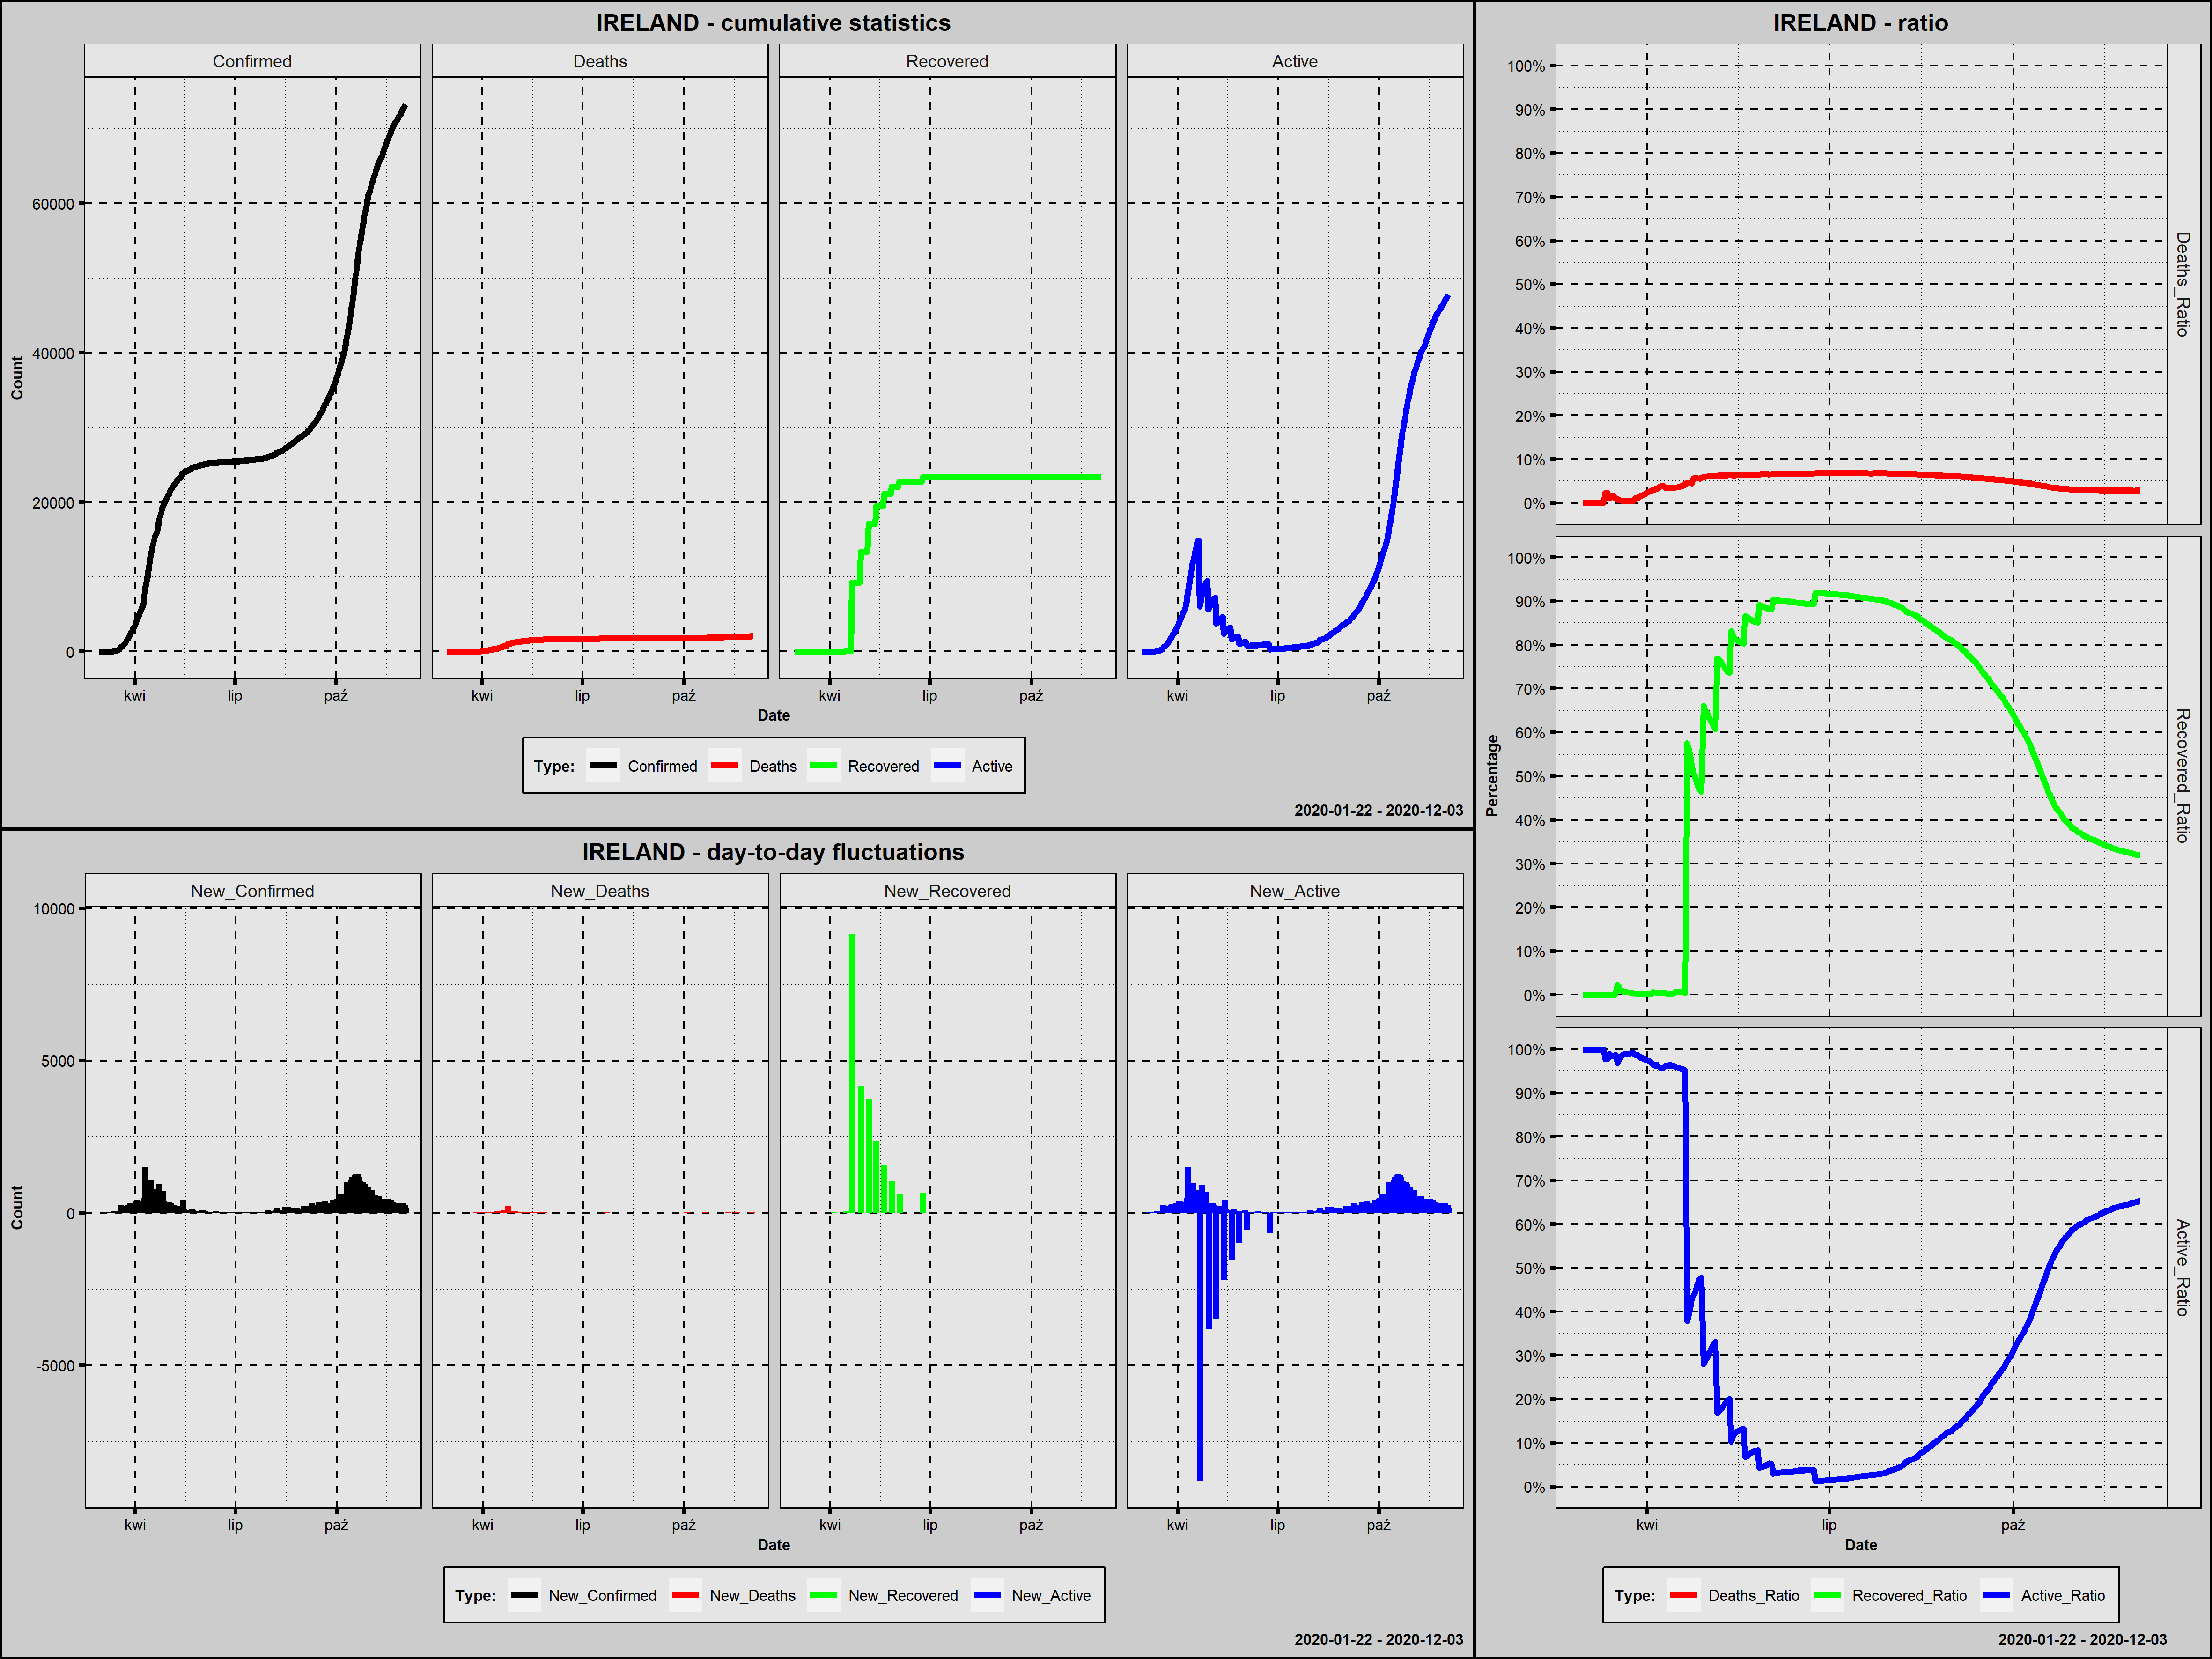 IRELAND - cumulative statistics
Confirmed Deaths Recovered Active
Count
60000
40000
20000
0
kwi lip paź kwi lip paź kwi lip paź kwi lip paź
Date
Type: Confirmed Deaths Recovered Active
2020-01-22 - 2020-12-03
IRELAND - day-to-day fluctuations
New_Confirmed New_Deaths New_Recovered New_Active
Count
10000
5000
0
-5000
kwi lip paź kwi lip paź kwi lip paź kwi lip paź
Date
Type: New_Confirmed New_Deaths New_Recovered New_Active
2020-01-22 - 2020-12-03
IRELAND - ratio
Percentage
100%
90%
80%
70%
60%
50%
40%
30%
20%
10%
0%
Deaths_Ratio
100%
90%
80%
70%
60%
50%
40%
30%
20%
10%
0%
Recovered_Ratio
100%
90%
80%
70%
60%
50%
40%
30%
20%
10%
0%
Active_Ratio
kwi lip paź
Date
Type: Deaths_Ratio Recovered_Ratio Active_Ratio
2020-01-22 - 2020-12-03